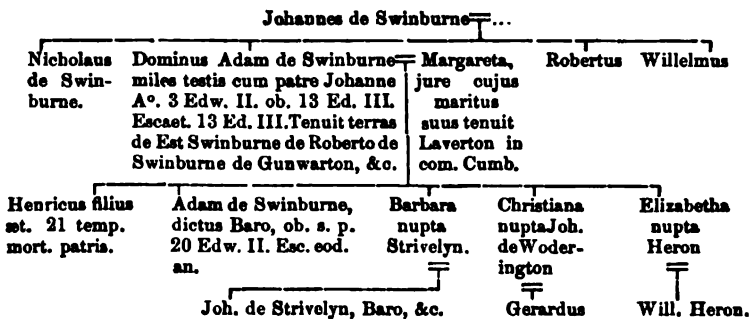 Johannes de Swinburne=...
Nicholaus
de Swin-
burne.
Dominus Adam de Swinburne=
miles testis cum patre Johanne
A°. 3 Edw. II. ob. 13 Ed. III.
Escaet. 13 Ed. III. Tenuit terras
de Est Swinburne de Roberto de
Swinburne de Gunwarton, &c.
Margareta,
jure cujus
maritus
suus tenuit
Laverton in
com. Cumb.
Robertus
Willelmus
Henricus filius
æt. 21 temp.
mort. patris.
Adam de Swinburne,
dictus Baro, ob. s. p.
20 Edw. II. Esc. eod.
an.
Barbara
nupta
Strivelyn.
=
Christiana
nupta Joh.
de Woder-
ington
=
Elizabetha
nupta
Heron
=
Joh. de Strivelyn, Baro, &c.
Gerardus
Will. Heron.